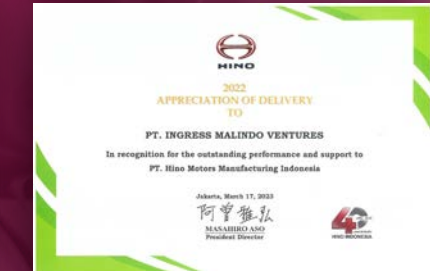 HINO
2022
APPRECIATION OF DELIVERY
TO
PT. INGRESS MALINDO VENTURES
In recognition for the outstanding performance and support to
PT. Hino Motors Manufacturing Indonesia
Jakarta, March 17, 2023
阿曽雅弘
MASAHIRO ASO
President Director
40
HINO INDONESIA